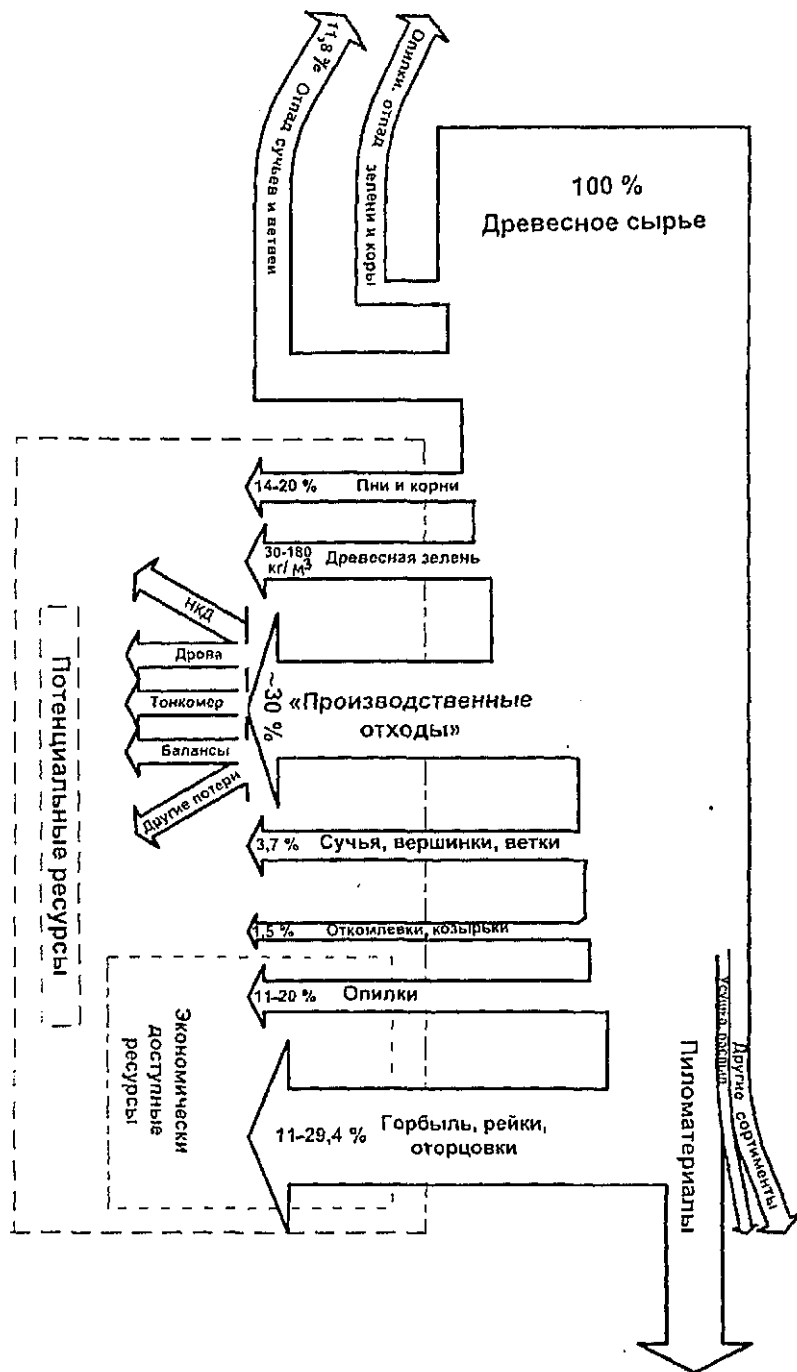 11,8 % Отпад сучьев и ветвей
Опилки, отпад зелени и коры
100 %
Древесное сырье
14-20 % Пни и корни
30-180
кг/м³
Древесная зелень
НКД
Дрова
Тонкомер
Балансы
Другие потери
~30 %
«Производственные
отходы»
Потенциальные ресурсы
3,7 % Сучья, вершинки, ветки
1,5 % Откомлевки, козырьки
11-20 % Опилки
Экономически
доступные
ресурсы
11-29,4 % Горбыль, рейки,
оторцовки
Пиломатериалы
Усушка, распыл
Другие сортименты